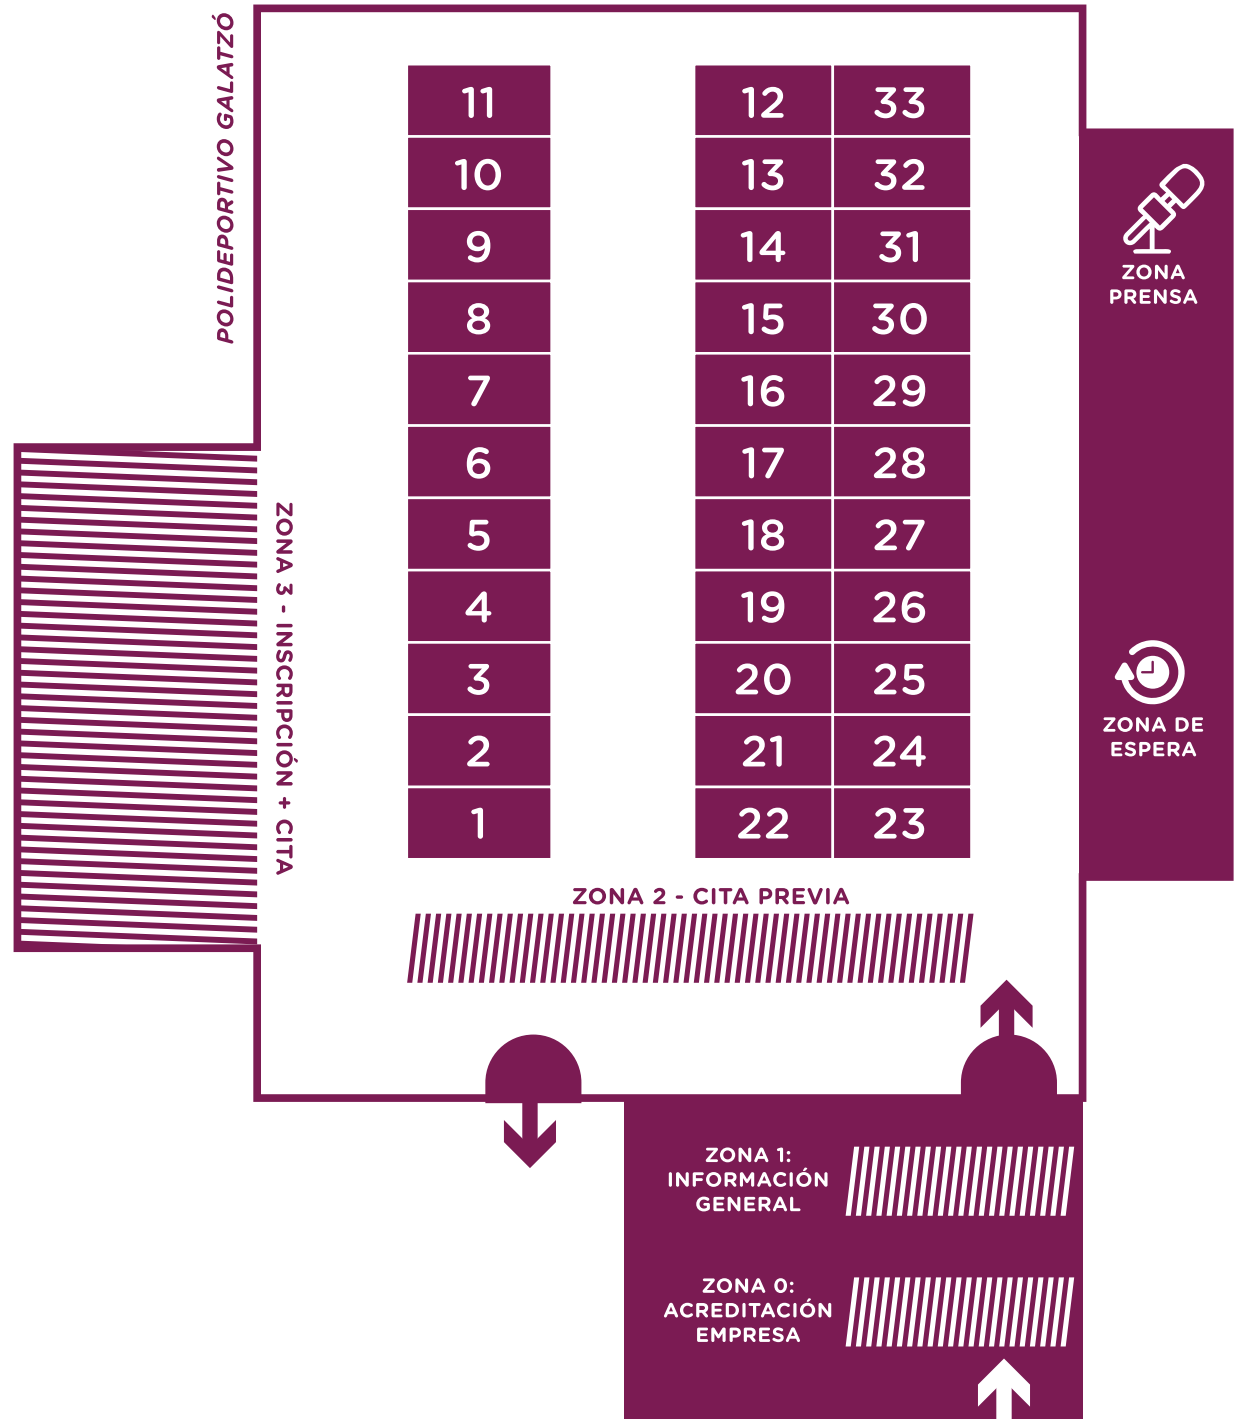 POLIDEPORTIVO GALATZÓ
11
12 33
10
13 32
9
14 31
8
15 30
7
16 29
6
17 28
5
18 27
4
19 26
3
20 25
2
21 24
1
22 23
ZONA
PRENSA
ZONA DE
ESPERA
ZONA 3 - INSCRIPCIÓN + CITA
ZONA 2 - CITA PREVIA
ZONA 1:
INFORMACIÓN
GENERAL
ZONA 0:
ACREDITACIÓN
EMPRESA